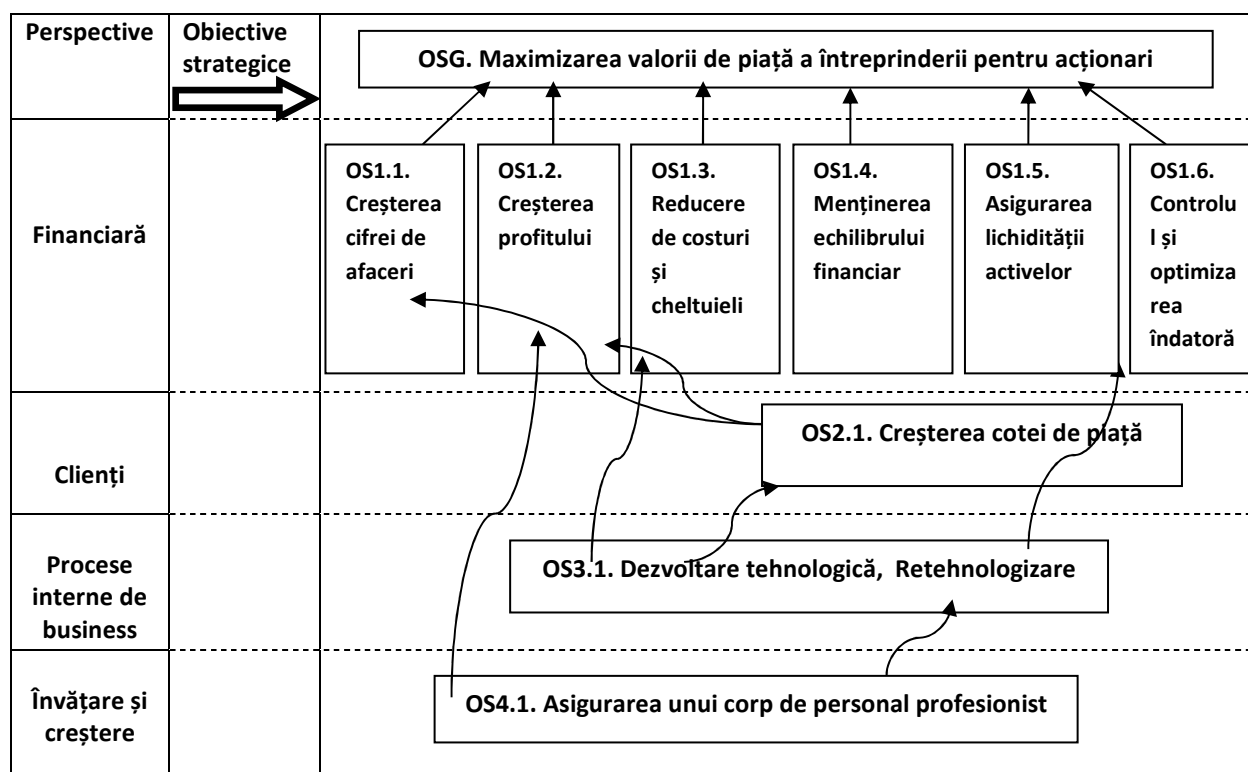 Perspective
Obiective
strategice
OSG. Maximizarea valorii de piață a întreprinderii pentru acționari
Financiară
OS1.1.
Creșterea
cifrei de
afaceri
OS1.2.
Creșterea
profitului
OS1.3.
Reducere
de costuri
și
cheltuieli
OS1.4.
Menținerea
echilibrului
financiar
OS1.5.
Asigurarea
lichidității
activelor
OS1.6.
Controlu
l și
optimiza
rea
îndatoră
Clienți
OS2.1. Creșterea cotei de piață
Procese
interne de
business
OS3.1. Dezvoltare tehnologică, Retehnologizare
Învățare și
creștere
OS4.1. Asigurarea unui corp de personal profesionist